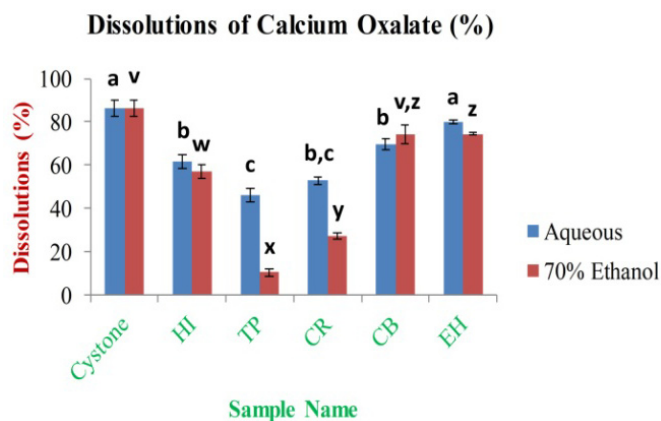 Dissolutions of Calcium Oxalate (%)
Dissolutions (%)
100
80
60
40
20
0
a v
b w
c x
b,c y
b v,z
a z
Aqueous
70% Ethanol
Cystone HI TP CR CB EH
Sample Name